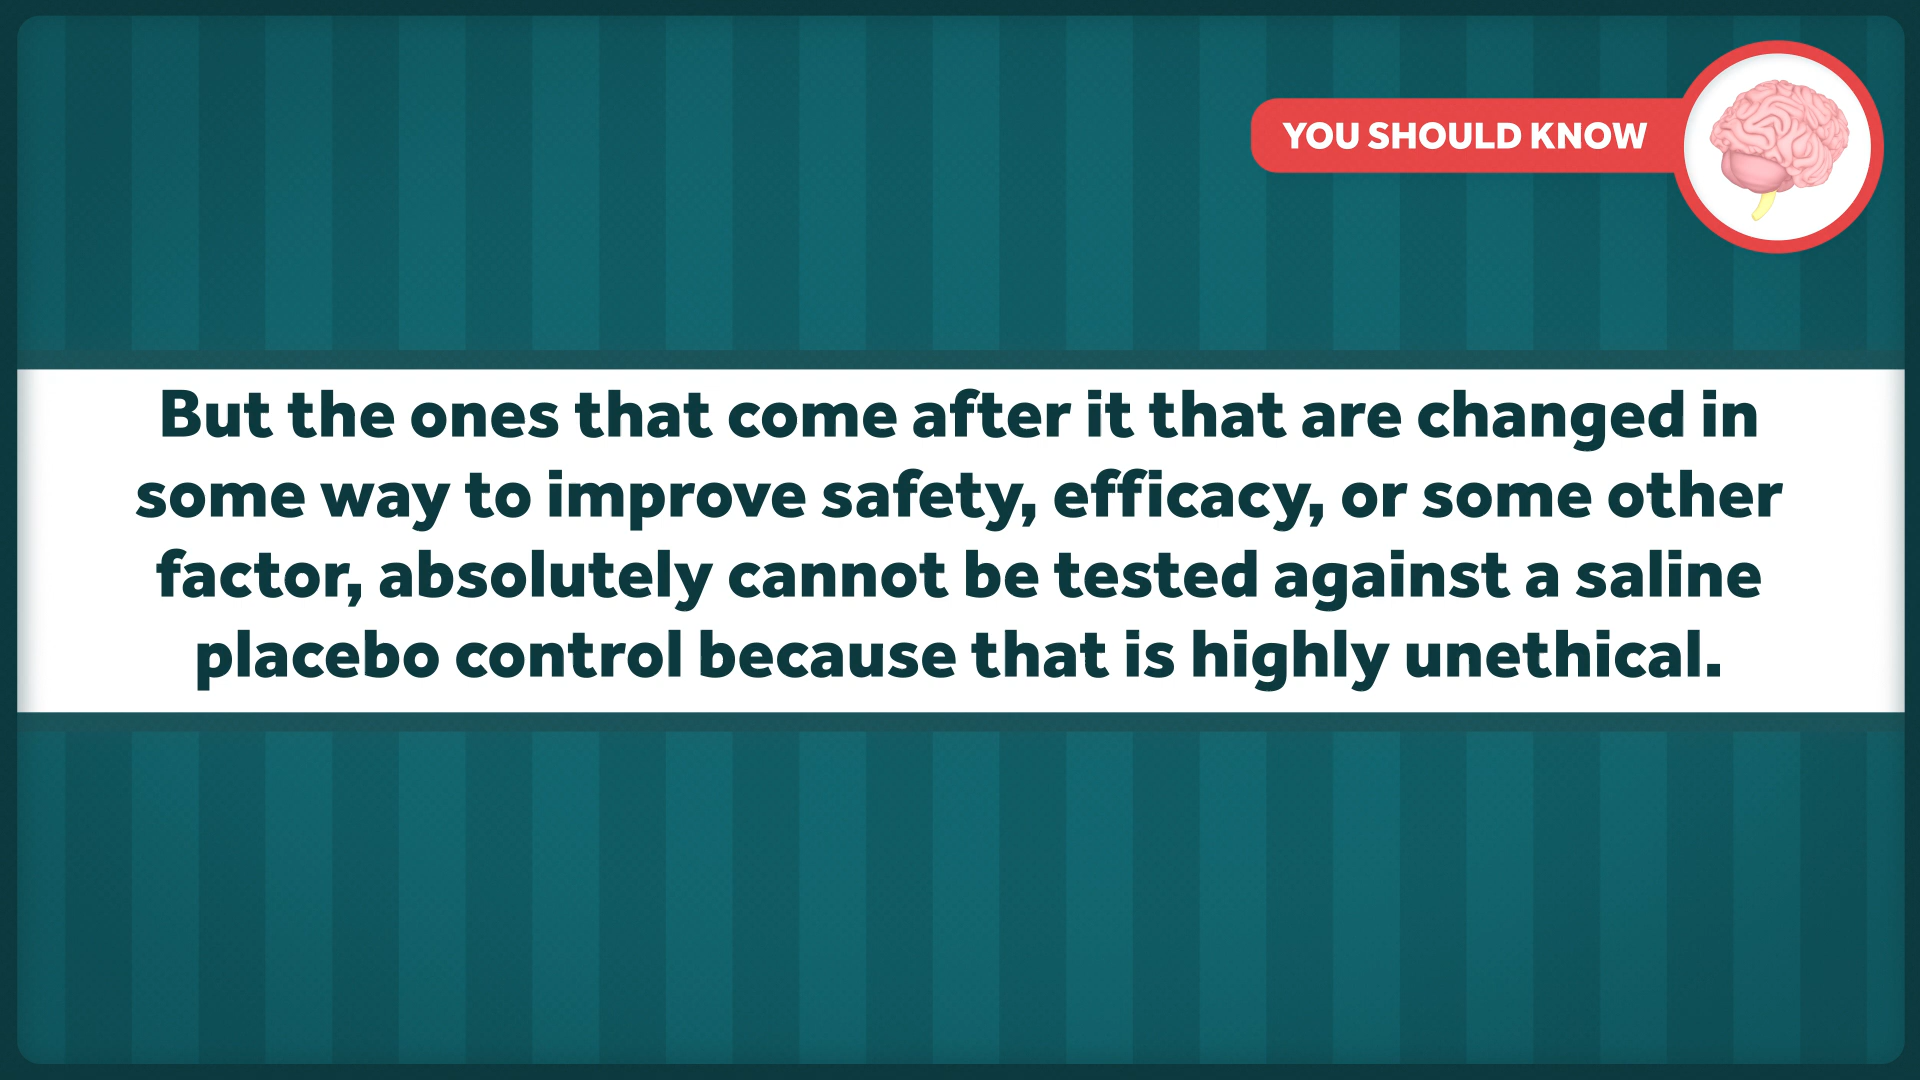 YOU SHOULD KNOW
But the ones that come after it that are changed in
some way to improve safety, efficacy, or some other
factor, absolutely cannot be tested against a saline
placebo control because that is highly unethical.